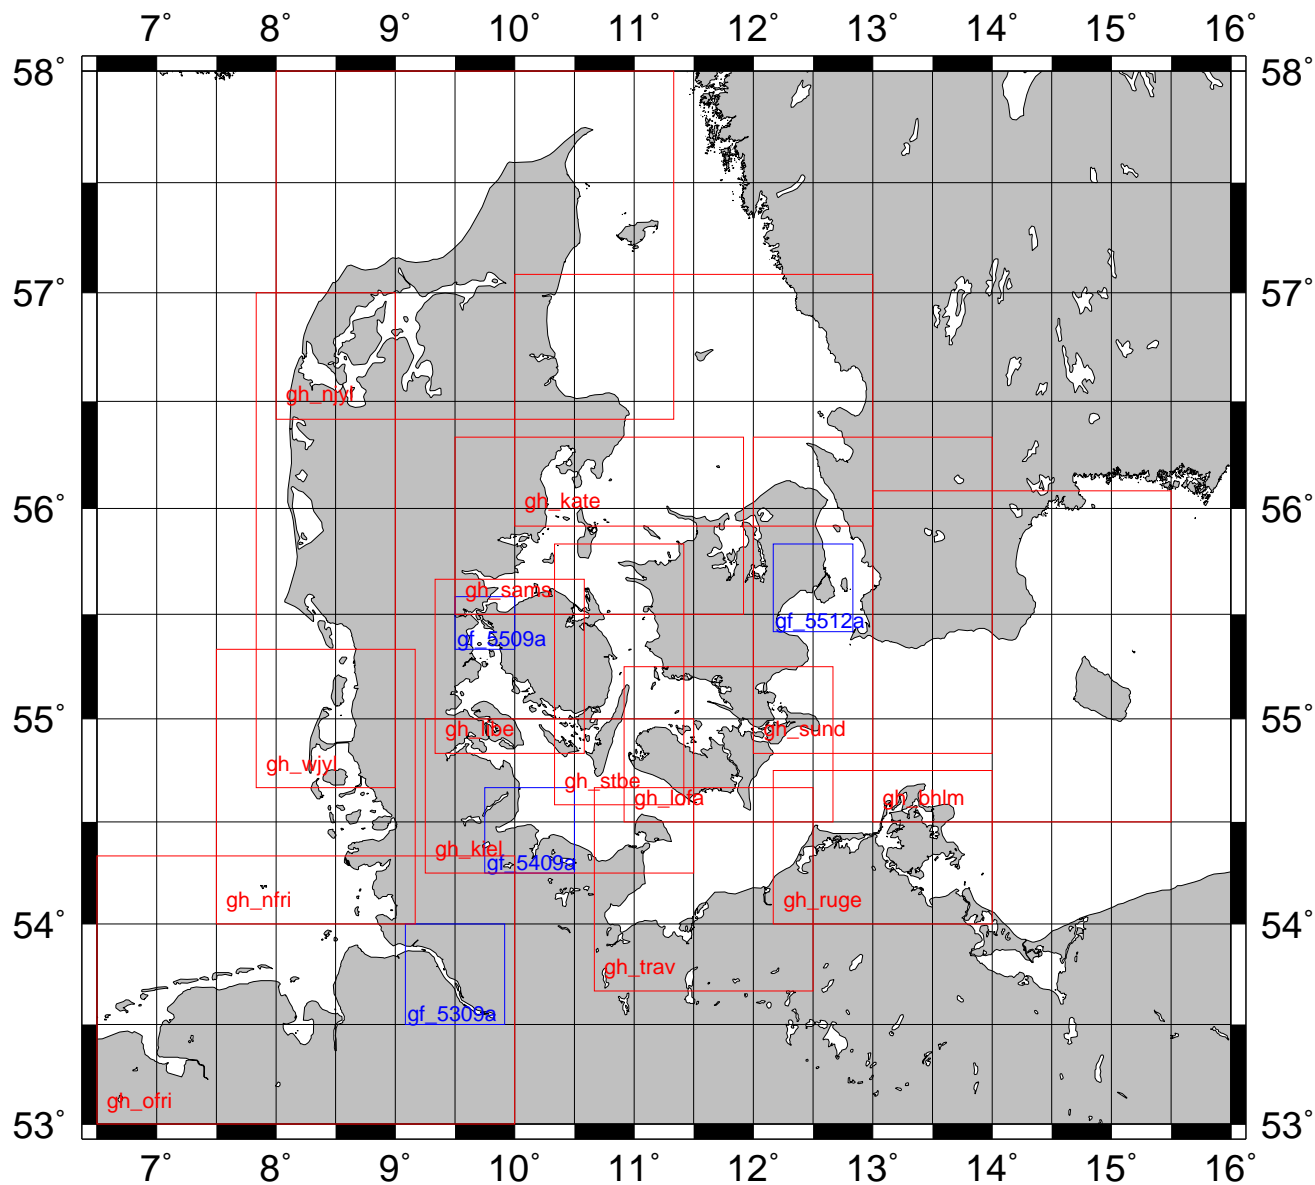 7° 8° 9° 10° 11° 12° 13° 14° 15° 16°
58° 58°
57° 57°
gh_njyl
gh_kate
56° 56°
gh_sams
gf_5512a
gf_5509a
55° 55°
gh_lbe gh_sund
gh_wjyl
gh_stbe
gh_lofa gh_bhlm
gh_kiel
gf_5409a
gh_nfri gh_ruge
54° 54°
gh_trav
gf_5309a
gh_ofri
53° 53°
7° 8° 9° 10° 11° 12° 13° 14° 15° 16°